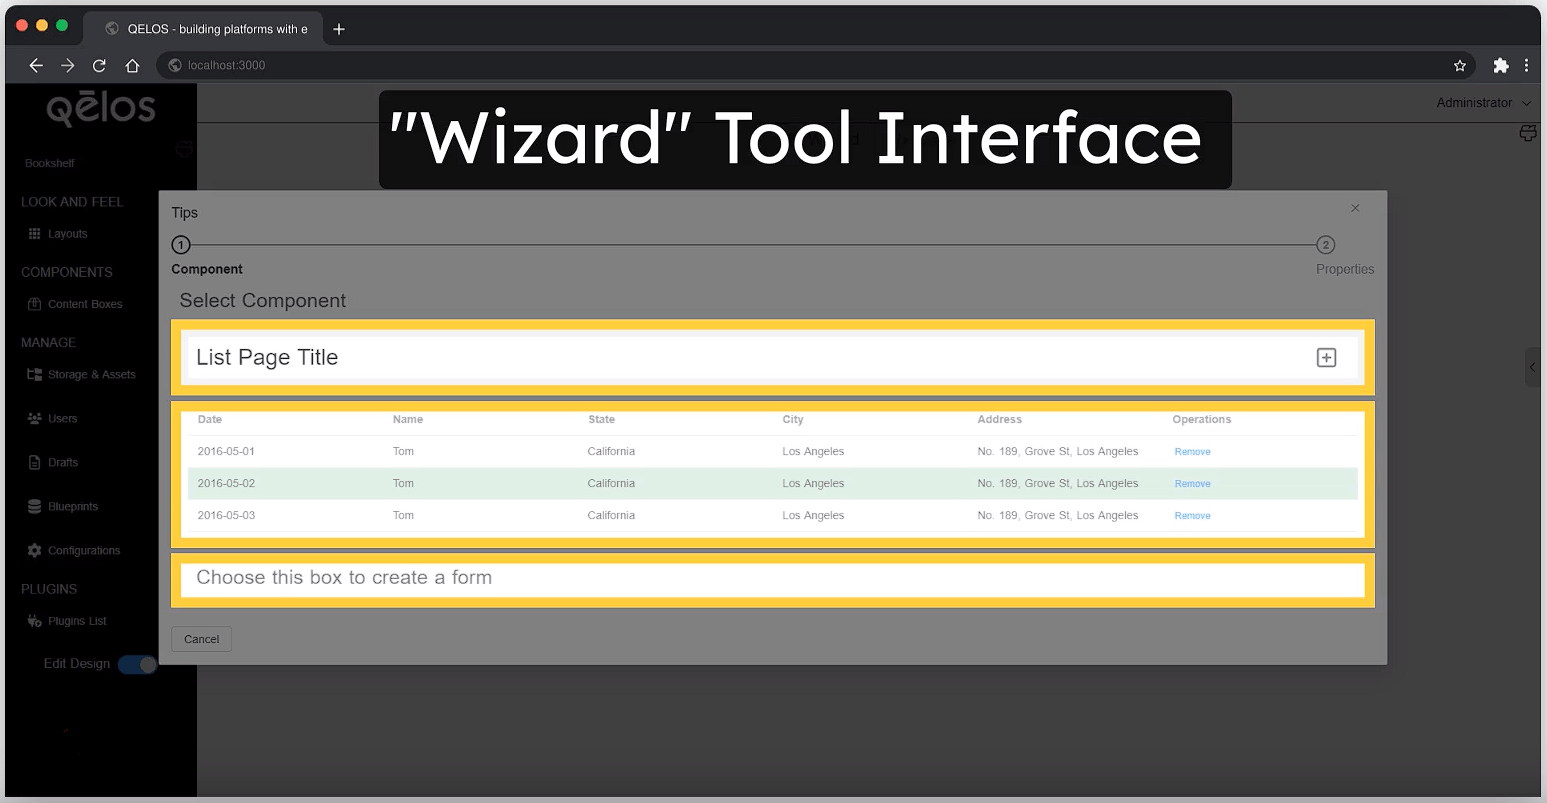 QELOS - building platforms with e
localhost:3000
qēlos
Administrator
"Wizard" Tool Interface
Bookshelf
LOOK AND FEEL
Layouts
COMPONENTS
Content Boxes
MANAGE
Storage & Assets
Users
Drafts
Blueprints
Configurations
PLUGINS
Plugins List
Edit Design
Tips
1 2
Component Properties
Select Component
List Page Title
Date Name State City Address Operations
2016-05-01 Tom California Los Angeles No. 189, Grove St, Los Angeles Remove
2016-05-02 Tom California Los Angeles No. 189, Grove St, Los Angeles Remove
2016-05-03 Tom California Los Angeles No. 189, Grove St, Los Angeles Remove
Choose this box to create a form
Cancel